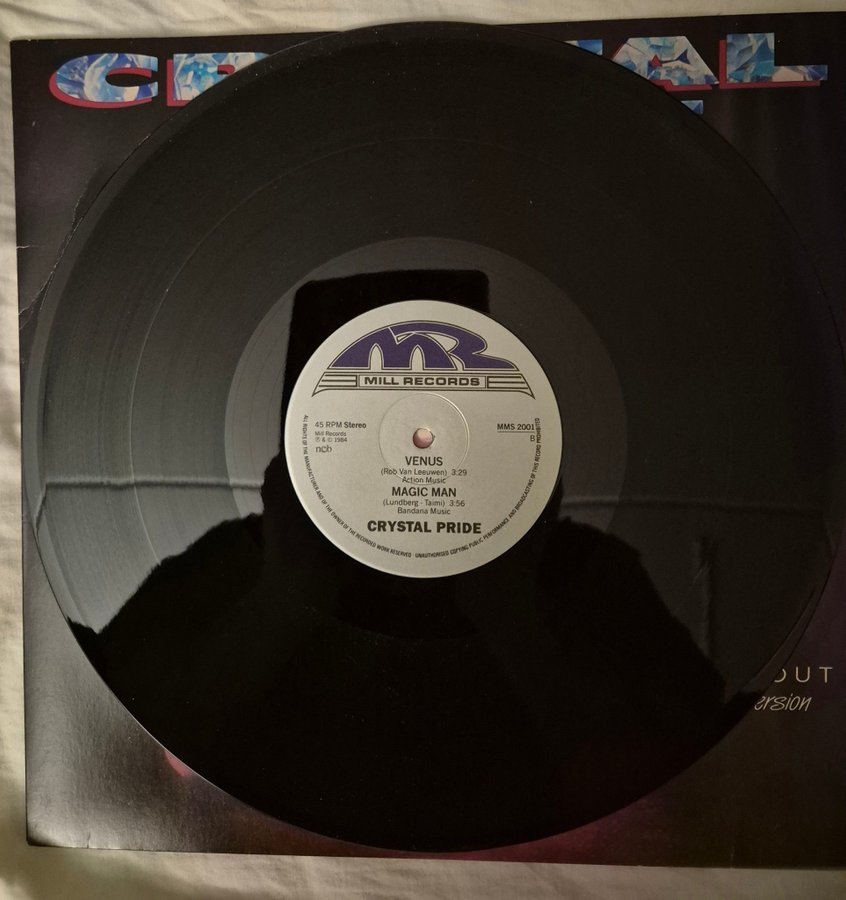 CR TAL
MR
MILL RECORDS
45 RPM Stereo
Mill Records
℗ & © 1984
ncb
MMS 2001
B
VENUS
(Rob Van Leeuwen) 3:29
Action Music
MAGIC MAN
(Lundberg - Taimi) 3:56
Bandana Music
CRYSTAL PRIDE
ALL RIGHTS OF THE MANUFACTURER AND OF THE OWNER OF THE RECORDED WORK RESERVED · UNAUTHORISED COPYING PUBLIC PERFORMANCE AND BROADCASTING OF THIS RECORD PROHIBITED
OUT
ersion